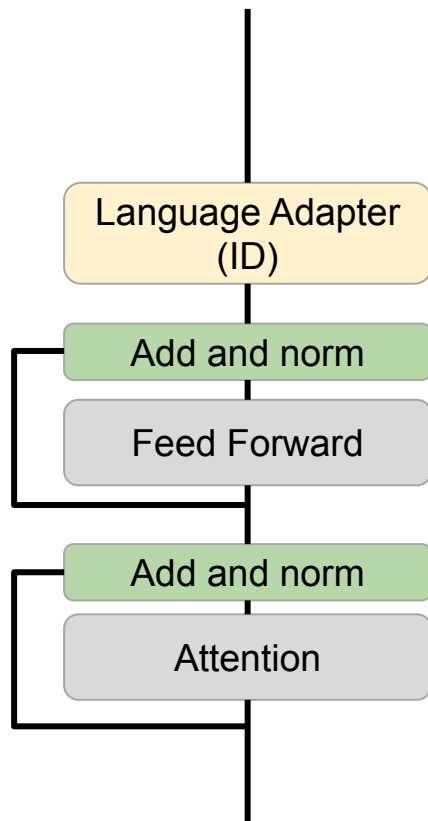 Language Adapter
(ID)
Add and norm
Feed Forward
Add and norm
Attention